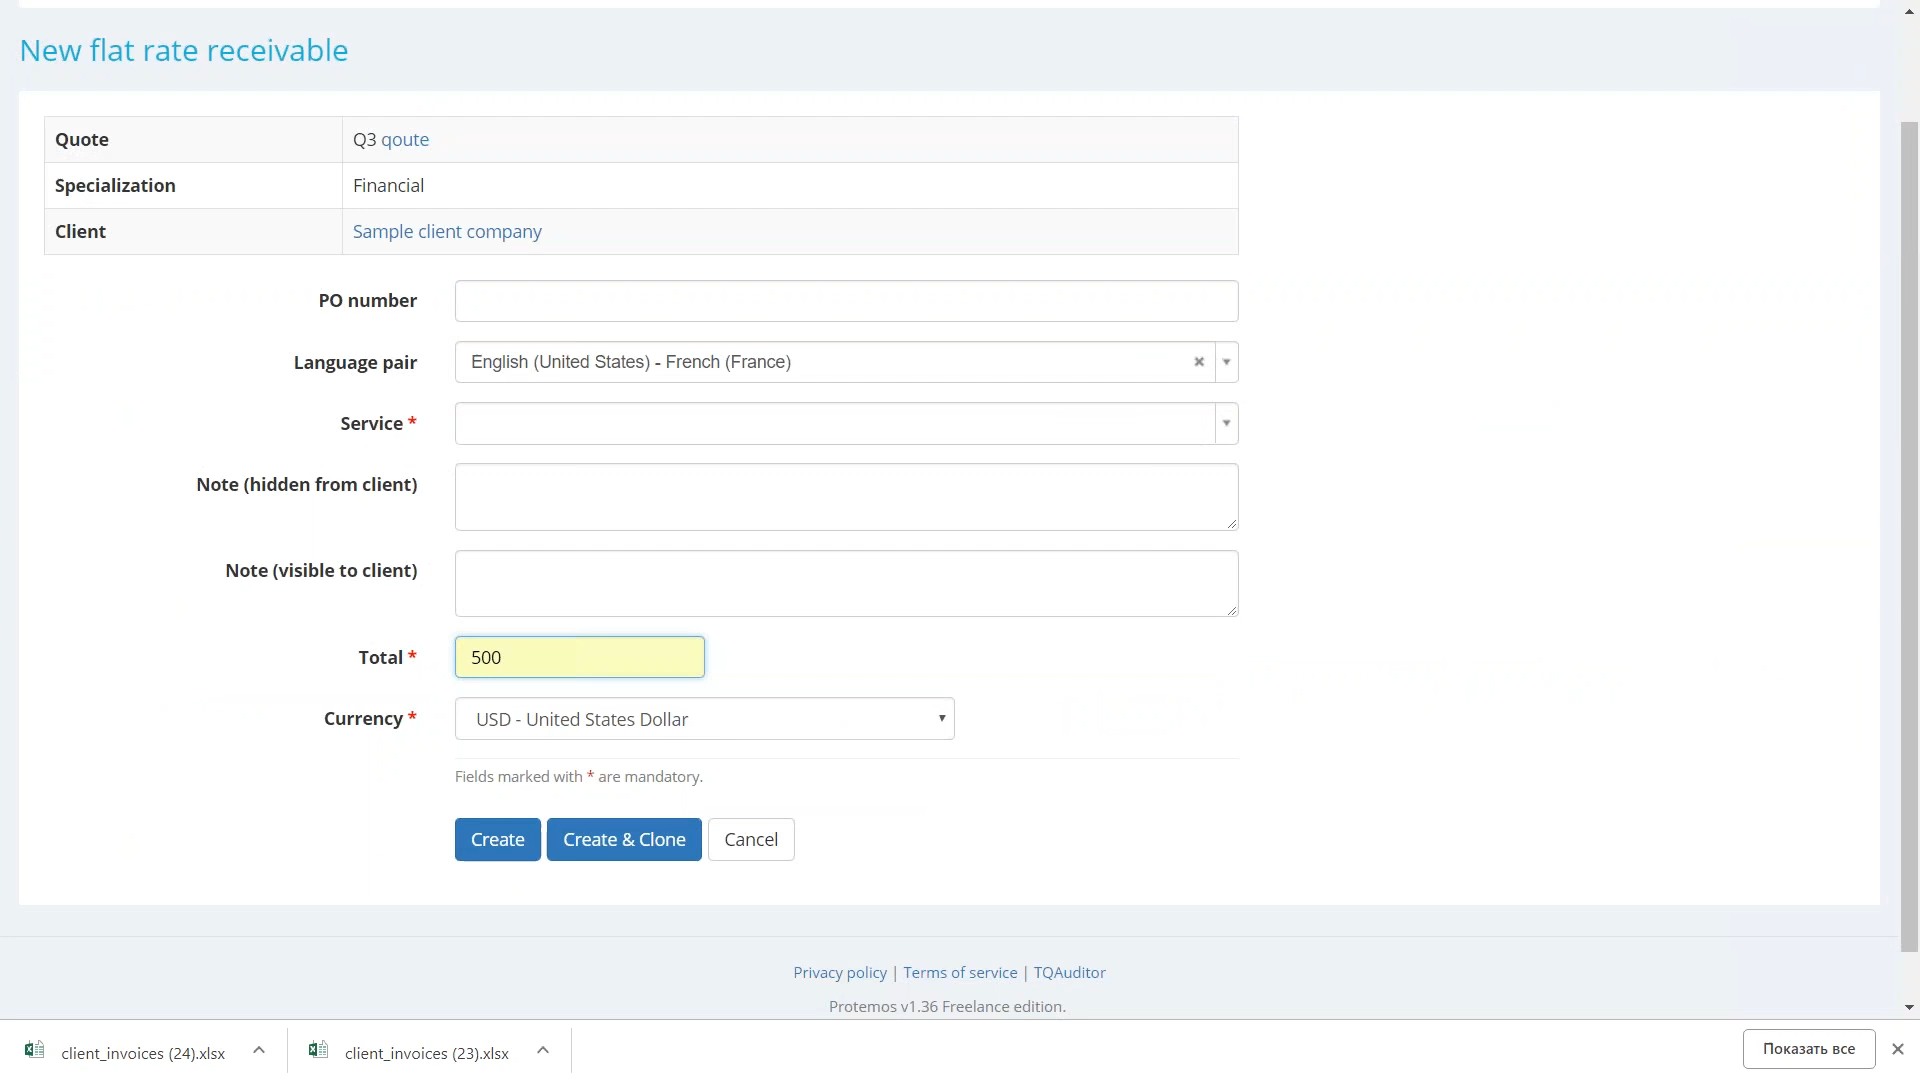 New flat rate receivable
Quote Q3 qoute
Specialization Financial
Client Sample client company
PO number
Language pair English (United States) - French (France)
Service *
Note (hidden from client)
Note (visible to client)
Total * 500
Currency * USD - United States Dollar
Fields marked with * are mandatory.
Create Create & Clone Cancel
Privacy policy | Terms of service | TQAuditor
Protemos v1.36 Freelance edition.
client_invoices (24).xlsx client_invoices (23).xlsx Показать все